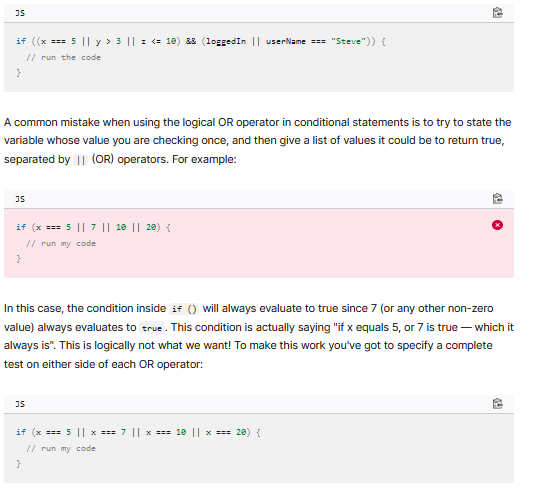 JS
if ((x === 5 || y > 3 || z <= 10) && (loggedIn || userName === "Steve")) {
  // run the code
}
A common mistake when using the logical OR operator in conditional statements is to try to state the
variable whose value you are checking once, and then give a list of values it could be to return true,
separated by || (OR) operators. For example:
JS
if (x === 5 || 7 || 10 || 20) {
  // run my code
}
In this case, the condition inside if () will always evaluate to true since 7 (or any other non-zero
value) always evaluates to true. This condition is actually saying "if x equals 5, or 7 is true — which it
always is". This is logically not what we want! To make this work you've got to specify a complete
test on either side of each OR operator:
JS
if (x === 5 || x === 7 || x === 10 || x === 20) {
  // run my code
}